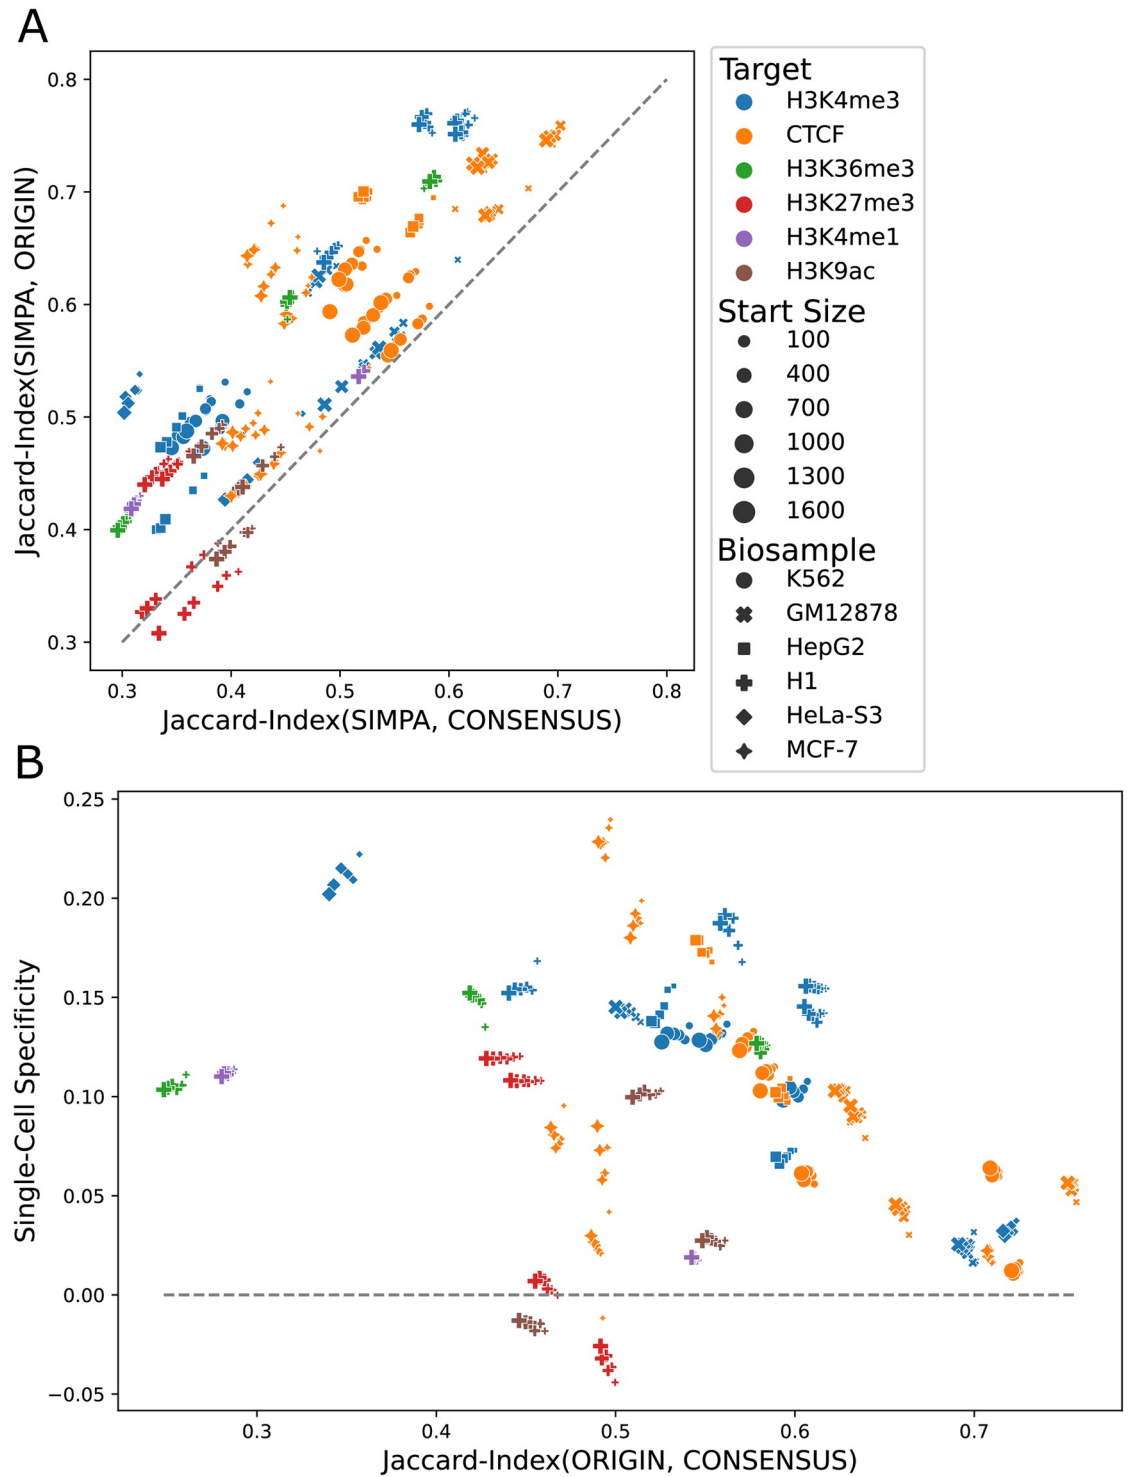 A
Jaccard-Index(SIMPA, ORIGIN)
0.8
0.7
0.6
0.5
0.4
0.3
0.3 0.4 0.5 0.6 0.7 0.8
Jaccard-Index(SIMPA, CONSENSUS)
Target
H3K4me3
CTCF
H3K36me3
H3K27me3
H3K4me1
H3K9ac
Start Size
100
400
700
1000
1300
1600
Biosample
K562
GM12878
HepG2
H1
HeLa-S3
MCF-7
B
Single-Cell Specificity
0.25
0.20
0.15
0.10
0.05
0.00
−0.05
0.3 0.4 0.5 0.6 0.7
Jaccard-Index(ORIGIN, CONSENSUS)